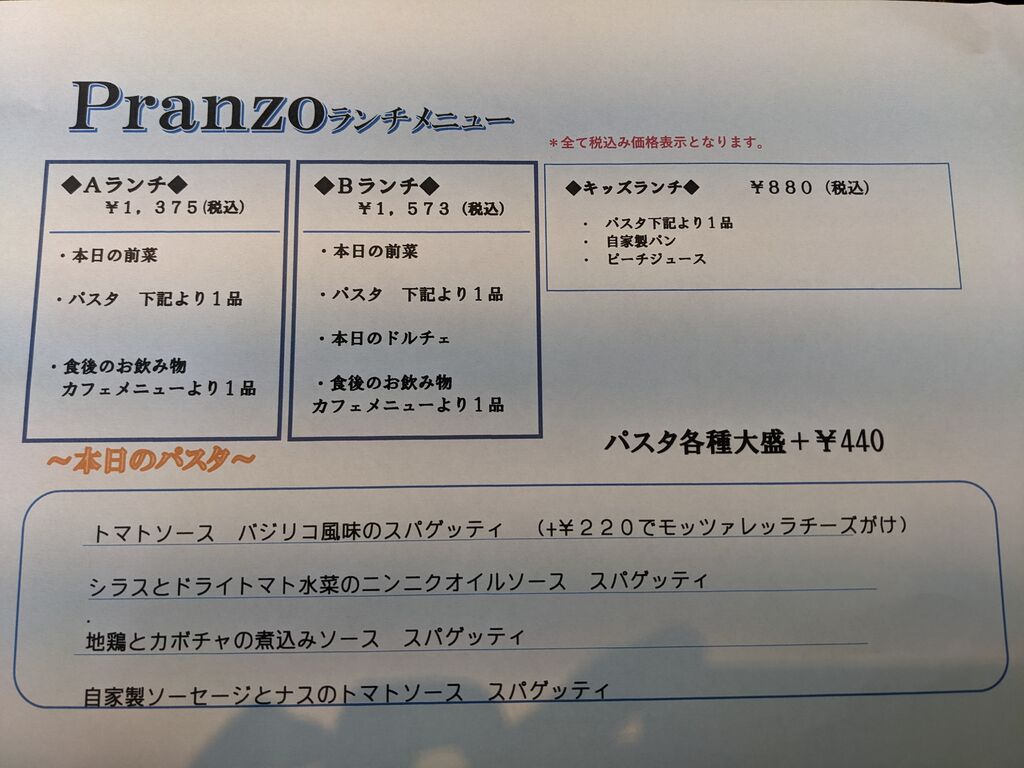 Pranzoランチメニュー
＊全て税込み価格表示となります。
◆Aランチ◆
￥1，375(税込)
・本日の前菜
・パスタ　下記より1品
・食後のお飲み物
カフェメニューより1品
◆Bランチ◆
￥1，573（税込）
・本日の前菜
・パスタ　下記より1品
・本日のドルチェ
・食後のお飲み物
カフェメニューより1品
◆キッズランチ◆　￥880（税込）
・　パスタ下記より1品
・　自家製パン
・　ピーチジュース
パスタ各種大盛＋￥440
～本日のパスタ～
トマトソース　バジリコ風味のスパゲッティ　（+￥220でモッツァレッラチーズがけ）
シラスとドライトマト水菜のニンニクオイルソース　スパゲッティ
地鶏とカボチャの煮込みソース　スパゲッティ
自家製ソーセージとナスのトマトソース　スパゲッティ